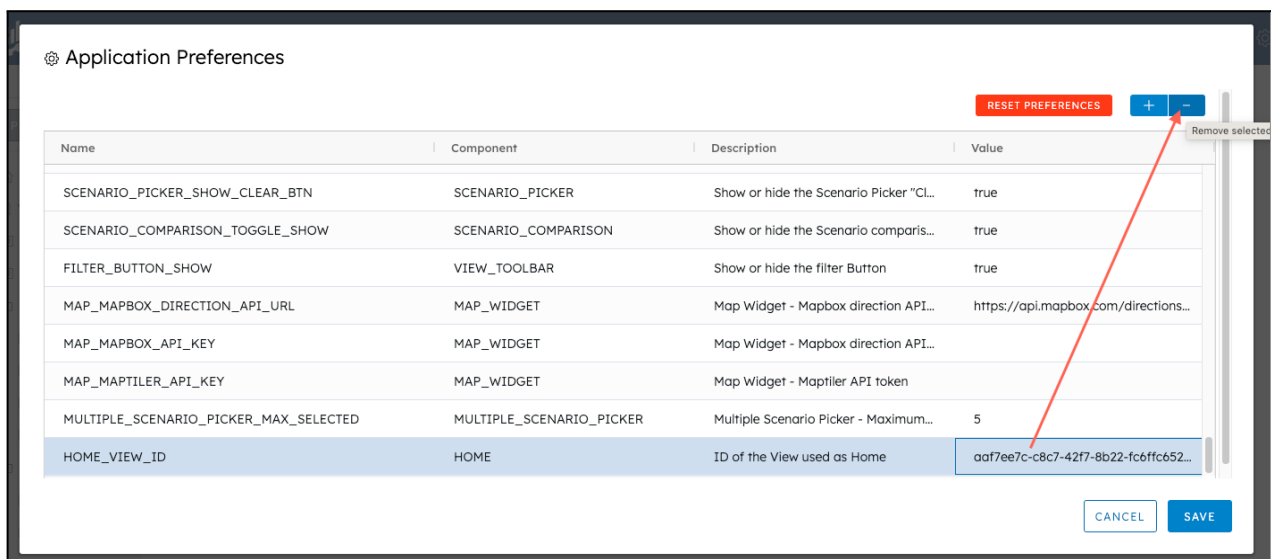 Application Preferences
RESET PREFERENCES + −
Remove selected
Name Component Description Value
SCENARIO_PICKER_SHOW_CLEAR_BTN SCENARIO_PICKER Show or hide the Scenario Picker "Cl... true
SCENARIO_COMPARISON_TOGGLE_SHOW SCENARIO_COMPARISON Show or hide the Scenario comparis... true
FILTER_BUTTON_SHOW VIEW_TOOLBAR Show or hide the filter Button true
MAP_MAPBOX_DIRECTION_API_URL MAP_WIDGET Map Widget - Mapbox direction API... https://api.mapbox.com/directions...
MAP_MAPBOX_API_KEY MAP_WIDGET Map Widget - Mapbox direction API...
MAP_MAPTILER_API_KEY MAP_WIDGET Map Widget - Maptiler API token
MULTIPLE_SCENARIO_PICKER_MAX_SELECTED MULTIPLE_SCENARIO_PICKER Multiple Scenario Picker - Maximum... 5
HOME_VIEW_ID HOME ID of the View used as Home aaf7ee7c-c8c7-42f7-8b22-fc6ffc652...
CANCEL SAVE